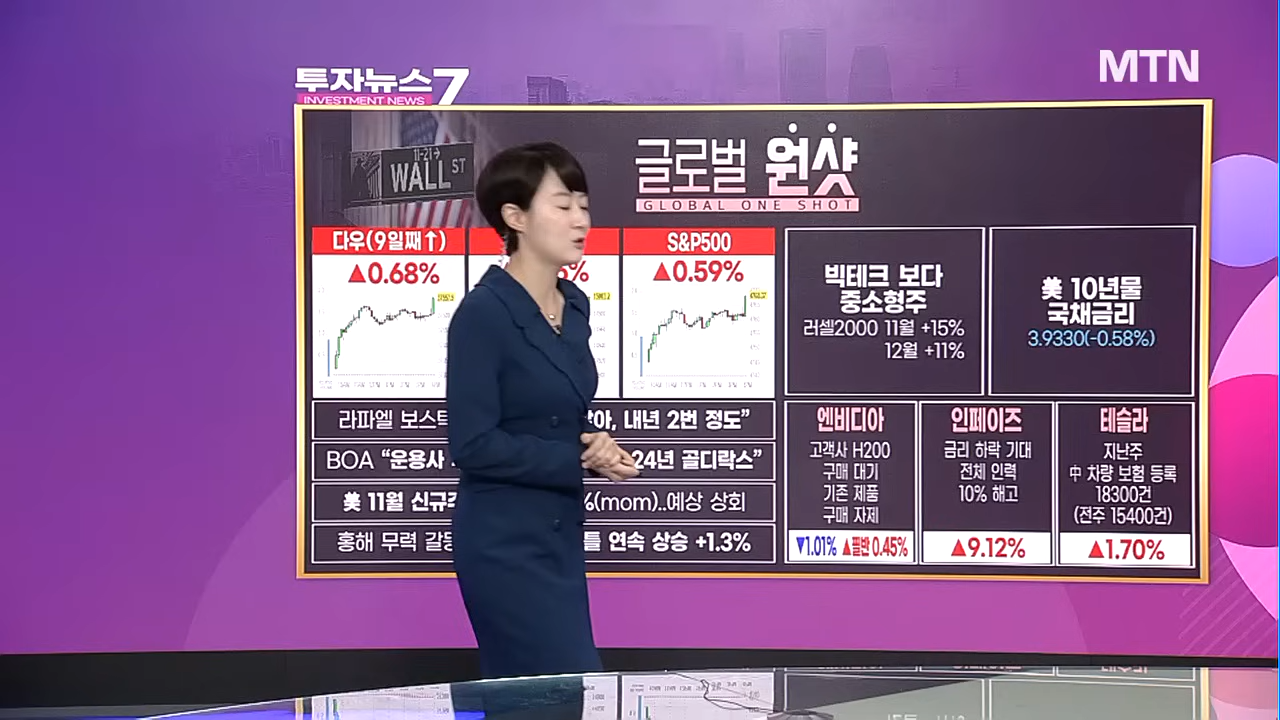 MTN
투자뉴스7
INVESTMENT NEWS
11-21→
WALL ST
글로벌 원샷
GLOBAL ONE SHOT
다우(9일째↑)
▲0.68%
%
S&P500
▲0.59%
빅테크 보다
중소형주
러셀2000 11월 +15%
12월 +11%
美 10년물
국채금리
3.9330(-0.58%)
라파엘 보스틱
내년 2번 정도”
BOA “운용사
24년 골디락스”
美 11월 신규
%(mom)..예상 상회
홍해 무력 갈등
틀 연속 상승 +1.3%
엔비디아
고객사 H200
구매 대기
기존 제품
구매 자제
▼1.01% ▲필반 0.45%
인페이즈
금리 하락 기대
전체 인력
10% 해고
▲9.12%
테슬라
지난주
中 차량 보험 등록
18300건
(전주 15400건)
▲1.70%